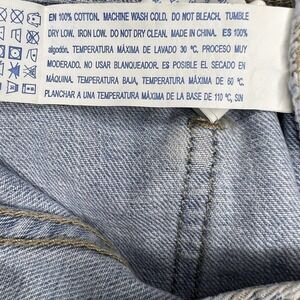 EN 100% COTTON. MACHINE WASH COLD. DO NOT BLEACH. TUMBLE
DRY LOW. IRON LOW. DO NOT DRY CLEAN. MADE IN CHINA. ES 100%
algodón. TEMPERATURA MÁXIMA DE LAVADO 30 ºC. PROCESO MUY
MODERADO. NO USAR BLANQUEADOR. ES POSIBLE EL SECADO EN
MÁQUINA. TEMPERATURA BAJA, TEMPERATURA MÁXIMA DE 60 ºC.
PLANCHAR A UNA TEMPERATURA MÁXIMA DE LA BASE DE 110 ºC, SIN